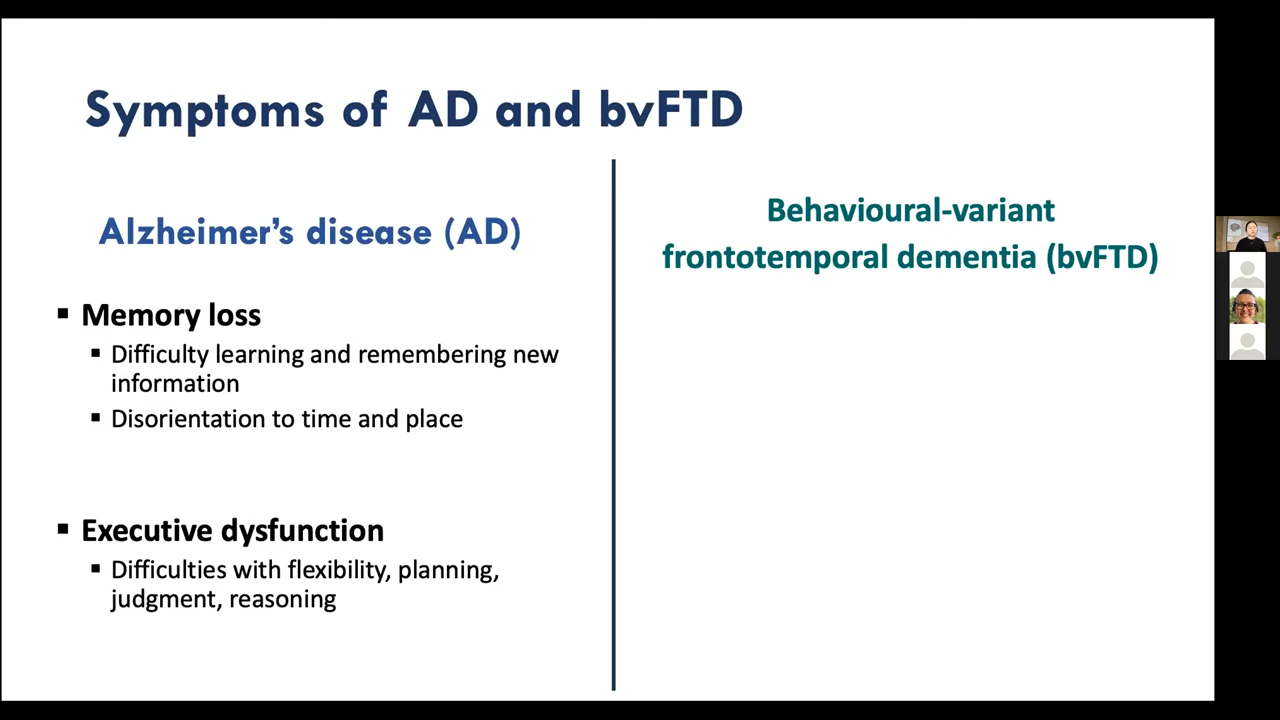 Symptoms of AD and bvFTD
Alzheimer's disease (AD)
▪ Memory loss
▪ Difficulty learning and remembering new
information
▪ Disorientation to time and place
▪ Executive dysfunction
▪ Difficulties with flexibility, planning,
judgment, reasoning
Behavioural-variant
frontotemporal dementia (bvFTD)